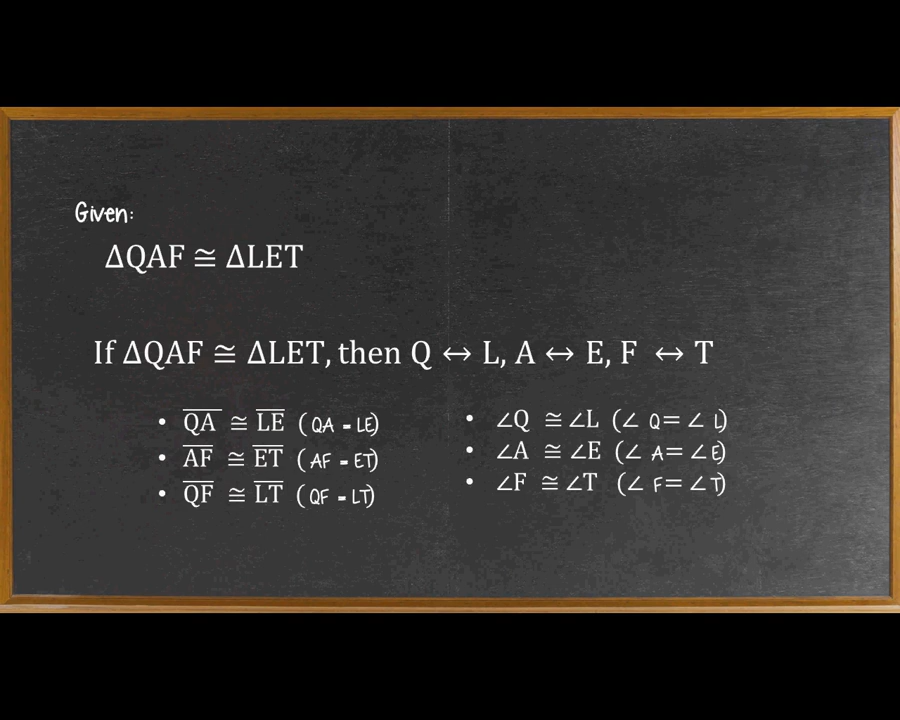 Given:
ΔQAF ≅ ΔLET
If ΔQAF ≅ ΔLET, then Q ↔ L, A ↔ E, F ↔ T
• Q̅A̅ ≅ L̅E̅ (QA = LE)
• A̅F̅ ≅ E̅T̅ (AF = ET)
• Q̅F̅ ≅ L̅T̅ (QF = LT)
• ∠Q ≅ ∠L (∠ Q = ∠ L)
• ∠A ≅ ∠E (∠ A = ∠ E)
• ∠F ≅ ∠T (∠ F = ∠ T)